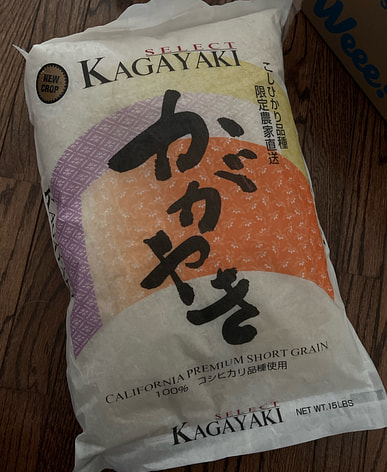 SELECT
KAGAYAKI
NEW
CROP
こしひかり品種
限定農家直送
かがやき
CALIFORNIA PREMIUM SHORT GRAIN
100% コシヒカリ品種使用
SELECT
KAGAYAKI
NET WT. 15 LBS
Weee!